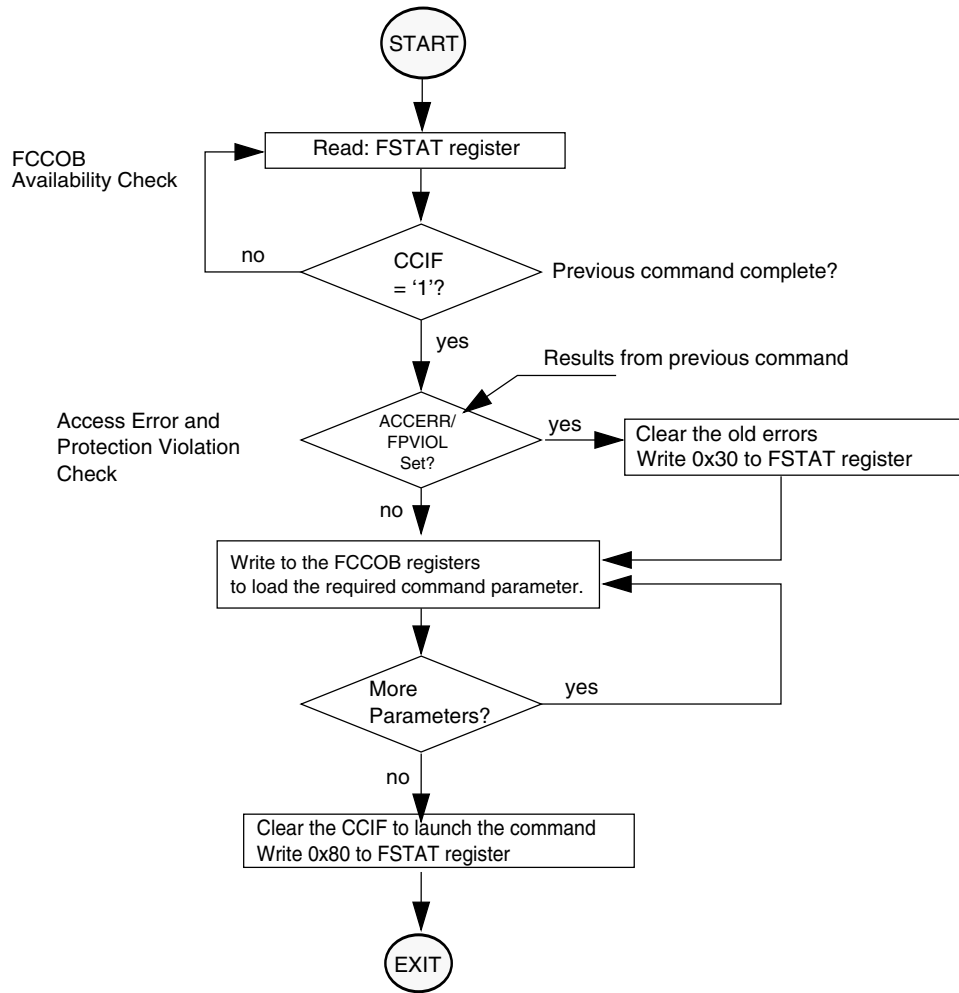 START
Read: FSTAT register
FCCOB
Availability Check
no
CCIF
= ‘1’?
Previous command complete?
yes
Results from previous command
Access Error and
Protection Violation
Check
ACCERR/
FPVIOL
Set?
yes
Clear the old errors
Write 0x30 to FSTAT register
no
Write to the FCCOB registers
to load the required command parameter.
More
Parameters?
yes
no
Clear the CCIF to launch the command
Write 0x80 to FSTAT register
EXIT